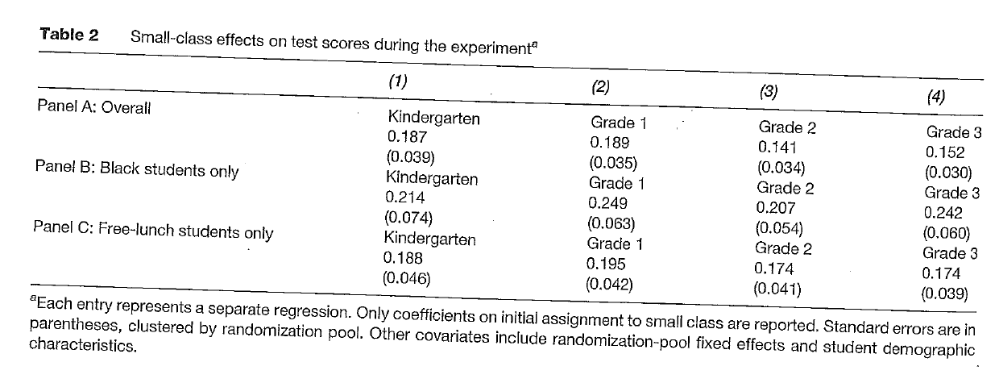 Table 2 Small-class effects on test scores during the experimentᵃ
(1) (2) (3) (4)
Panel A: Overall Kindergarten Grade 1 Grade 2 Grade 3
0.187 0.189 0.141 0.152
(0.039) (0.035) (0.034) (0.030)
Panel B: Black students only Kindergarten Grade 1 Grade 2 Grade 3
0.214 0.249 0.207 0.242
(0.074) (0.063) (0.054) (0.060)
Panel C: Free-lunch students only Kindergarten Grade 1 Grade 2 Grade 3
0.188 0.195 0.174 0.174
(0.046) (0.042) (0.041) (0.039)
ᵃEach entry represents a separate regression. Only coefficients on initial assignment to small class are reported. Standard errors are in
parentheses, clustered by randomization pool. Other covariates include randomization-pool fixed effects and student demographic
characteristics.